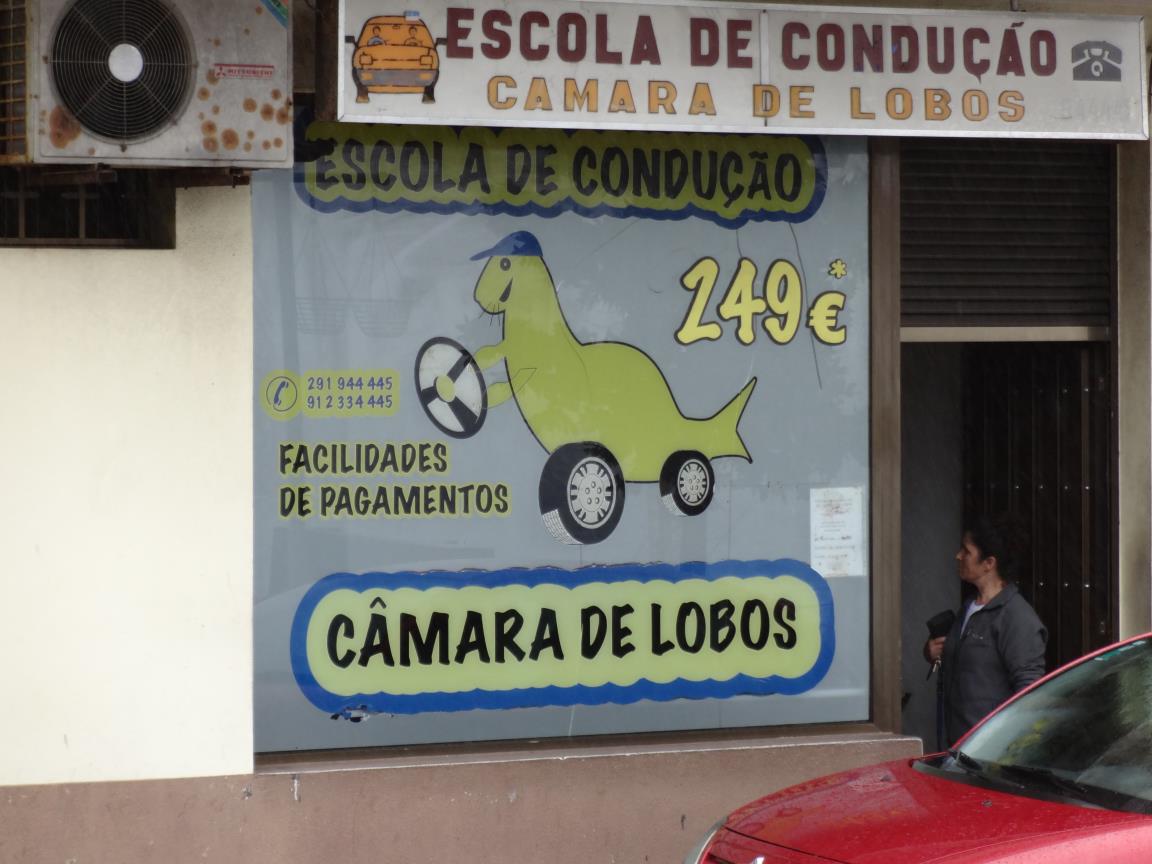 ESCOLA DE CONDUÇÃO
CAMARA DE LOBOS
MITSUBISHI
ESCOLA DE CONDUÇÃO
249€*
291 944 445
912 334 445
FACILIDADES
DE PAGAMENTOS
CÂMARA DE LOBOS